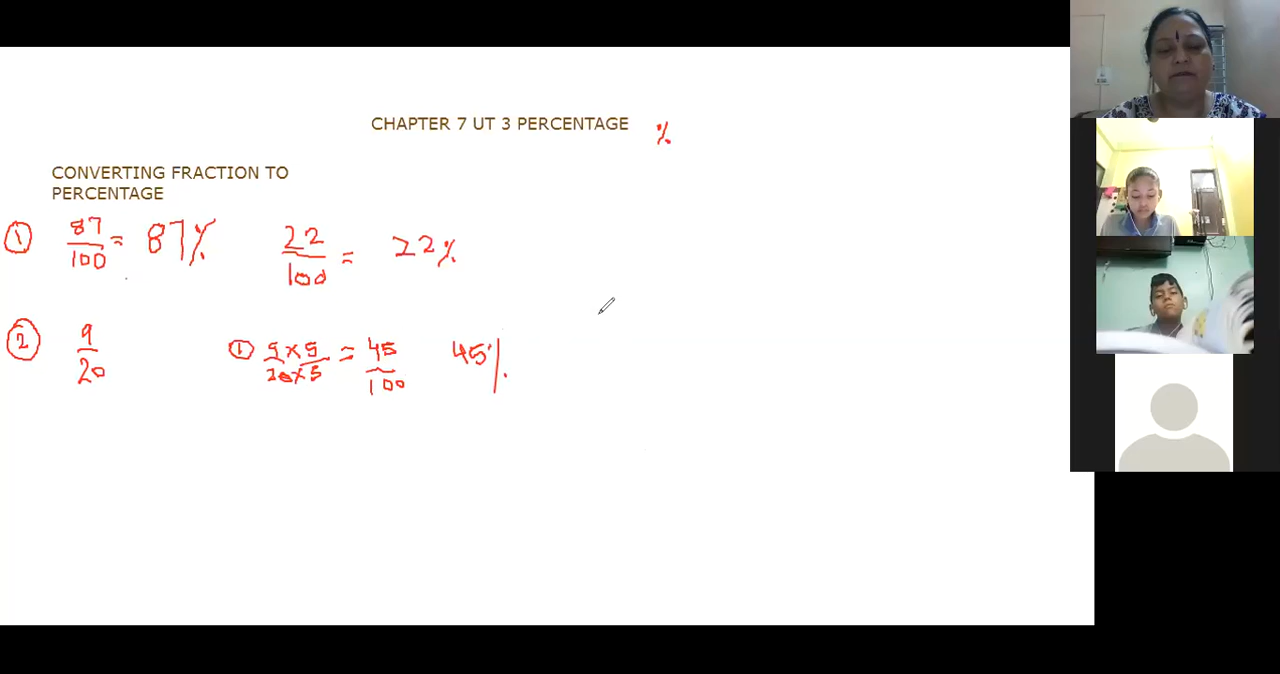 CHAPTER 7 UT 3 PERCENTAGE %
CONVERTING FRACTION TO
PERCENTAGE
① 87/100 = 87% 22/100 = 22%
② 9/20 ① 9×5/20×5 = 45/100 45%